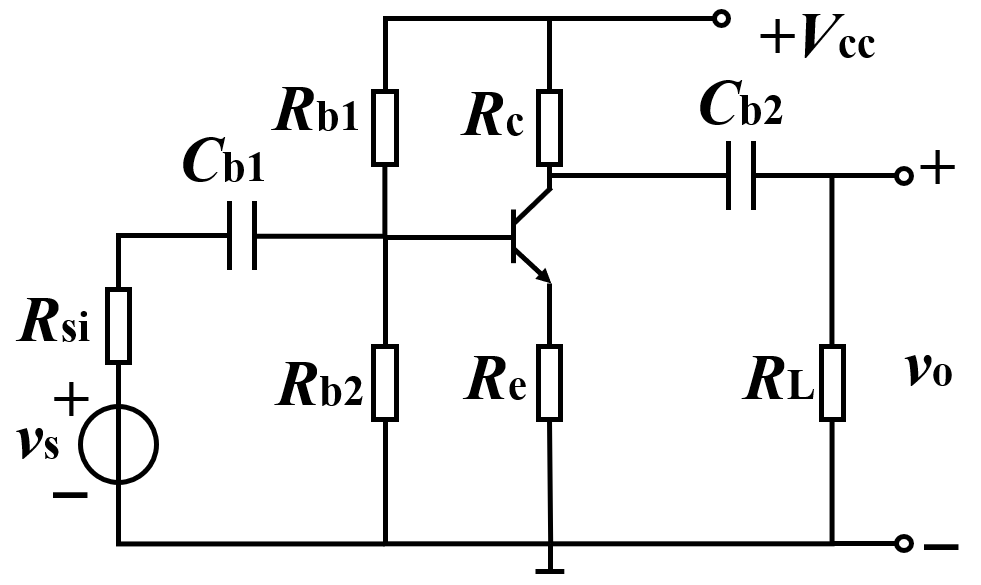 +Vcc
Rb1
Rc
Cb2
Cb1
+
Rsi
Rb2
Re
RL
vo
+
vs
−
−